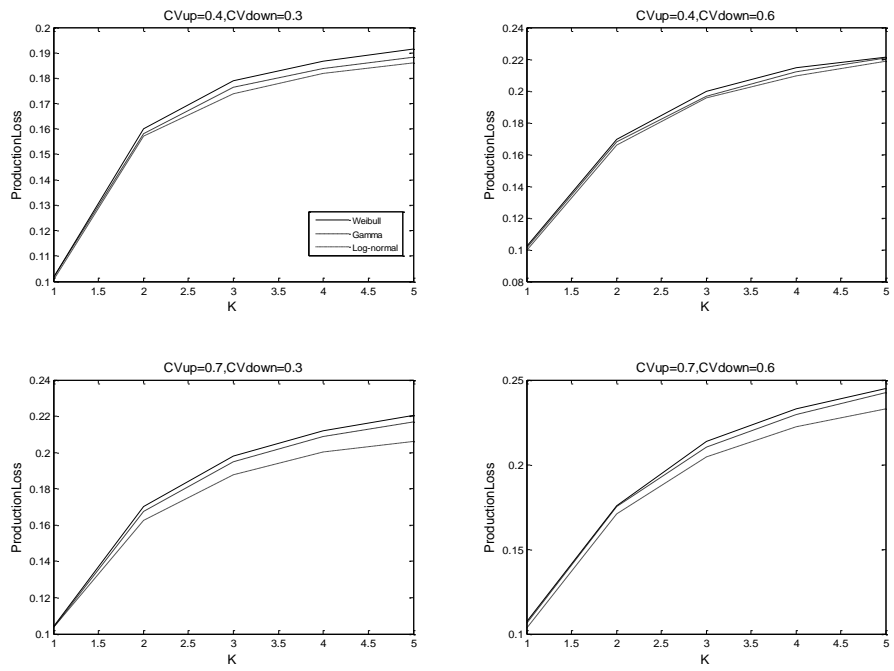 CVup=0.4,CVdown=0.3
0.2
0.19
0.18
0.17
0.16
0.15
0.14
0.13
0.12
0.11
0.1
ProductionLoss
Weibull
Gamma
Log-normal
1 1.5 2 2.5 3 3.5 4 4.5 5
K
CVup=0.4,CVdown=0.6
0.24
0.22
0.2
0.18
0.16
0.14
0.12
0.1
0.08
ProductionLoss
1 1.5 2 2.5 3 3.5 4 4.5 5
K
CVup=0.7,CVdown=0.3
0.24
0.22
0.2
0.18
0.16
0.14
0.12
0.1
ProductionLoss
1 1.5 2 2.5 3 3.5 4 4.5 5
K
CVup=0.7,CVdown=0.6
0.25
0.2
0.15
0.1
ProductionLoss
1 1.5 2 2.5 3 3.5 4 4.5 5
K